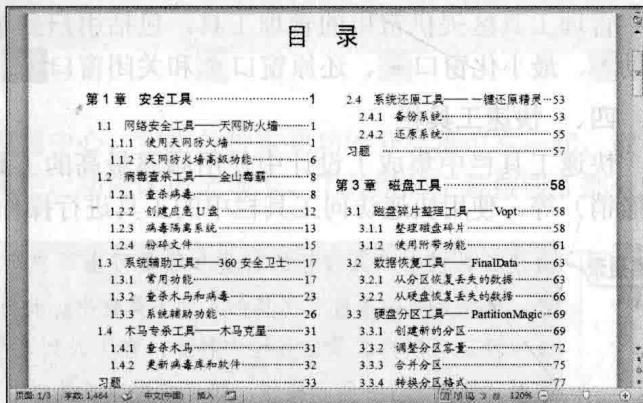 目 录
第 1 章 安全工具 ………………… 1
1.1 网络安全工具——天网防火墙 ……1
1.1.1 使用天网防火墙 ……………1
1.1.2 天网防火墙高级功能 …………6
1.2 病毒查杀工具——金山毒霸 ………8
1.2.1 查杀病毒 ……………………8
1.2.2 创建应急 U 盘 ………………12
1.2.3 病毒隔离系统 ………………13
1.2.4 粉碎文件 ……………………15
1.3 系统辅助工具——360 安全卫士 …17
1.3.1 常用功能 ……………………17
1.3.2 查杀木马和病毒 ……………23
1.3.3 系统辅助功能 ………………26
1.4 木马专杀工具——木马克星 ………31
1.4.1 查杀木马 ……………………31
1.4.2 更新病毒库和软件 …………32
习题 …………………………………33
2.4 系统还原工具——一键还原精灵 …53
2.4.1 备份系统 ……………………53
2.4.2 还原系统 ……………………55
习题 …………………………………57
第 3 章 磁盘工具 ………………… 58
3.1 磁盘碎片整理工具——Vopt ………58
3.1.1 整理磁盘碎片 ………………58
3.1.2 使用附带功能 ………………61
3.2 数据恢复工具——FinalData ………63
3.2.1 从分区恢复丢失的数据 ………63
3.2.2 从硬盘恢复丢失的数据 ………66
3.3 硬盘分区工具——PartitionMagic …69
3.3.1 创建新的分区 ………………69
3.3.2 调整分区容量 ………………72
3.3.3 合并分区 ……………………75
3.3.4 转换分区格式 ………………77
页面: 1/3 字数: 1,464 中文(中国) 插入 120%